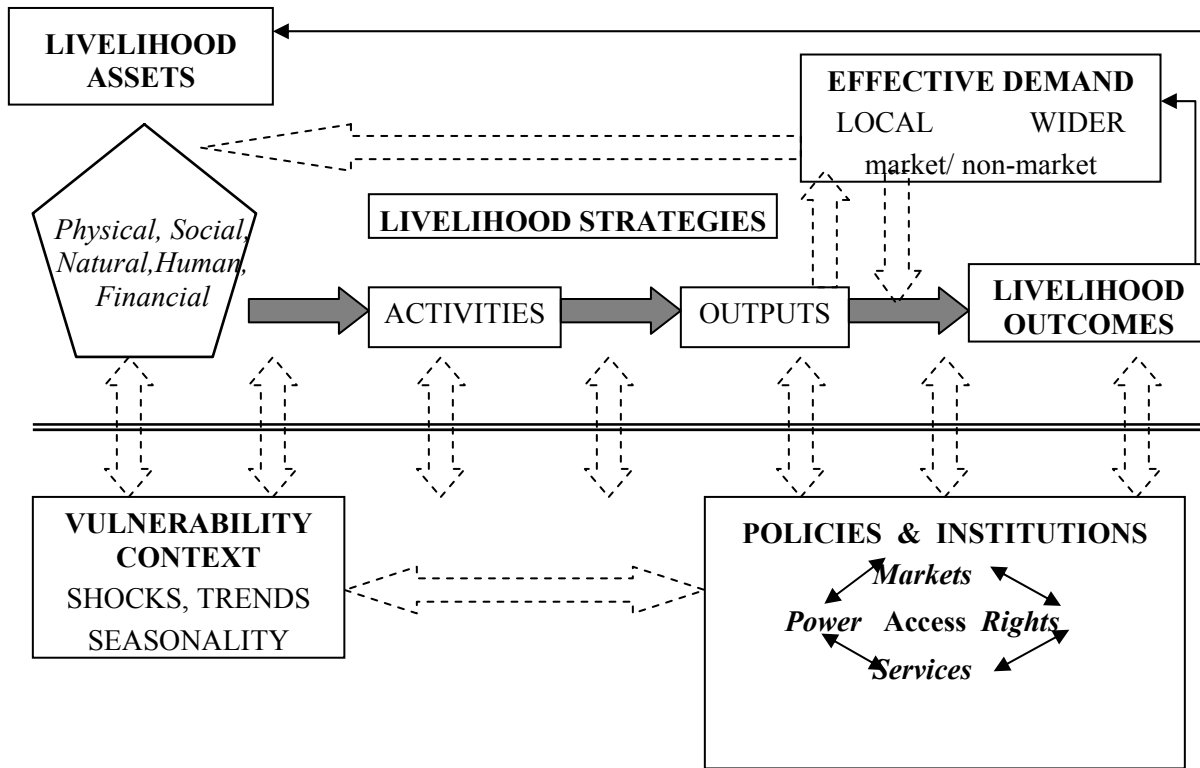 LIVELIHOOD
ASSETS
EFFECTIVE DEMAND
LOCAL WIDER
market/ non-market
LIVELIHOOD STRATEGIES
Physical, Social,
Natural,Human,
Financial
ACTIVITIES
OUTPUTS
LIVELIHOOD
OUTCOMES
VULNERABILITY
CONTEXT
SHOCKS, TRENDS
SEASONALITY
POLICIES & INSTITUTIONS
Markets
Power Access Rights
Services